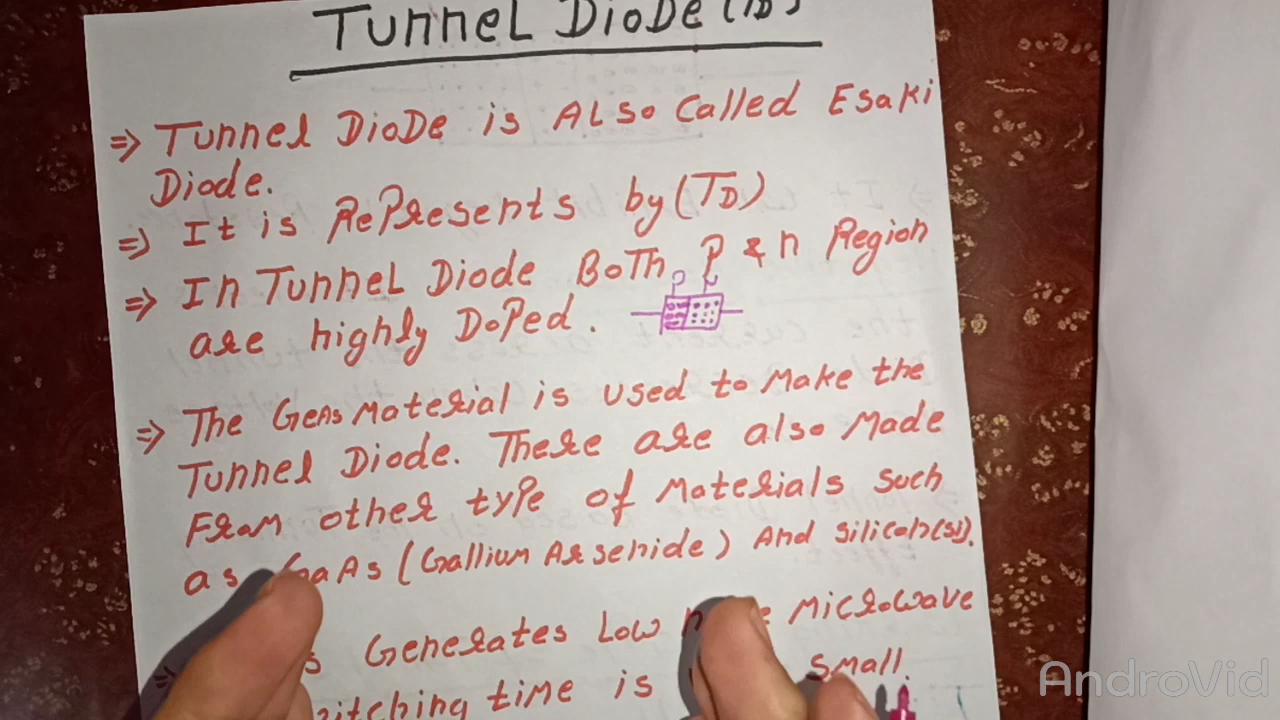 Tunnel Diode (TD)
⇒ Tunnel Diode is Also Called Esaki
Diode.
⇒ It is Represents by (TD)
⇒ In Tunnel Diode Both P & n Region
are highly Doped.
⇒ The GeAs Material is used to Make the
Tunnel Diode. There are also Made
From other type of Materials Such
as GaAs (Gallium Arsenide) And Silicon(Si).
Generates Low Microwave
time is Small.
AndroVid